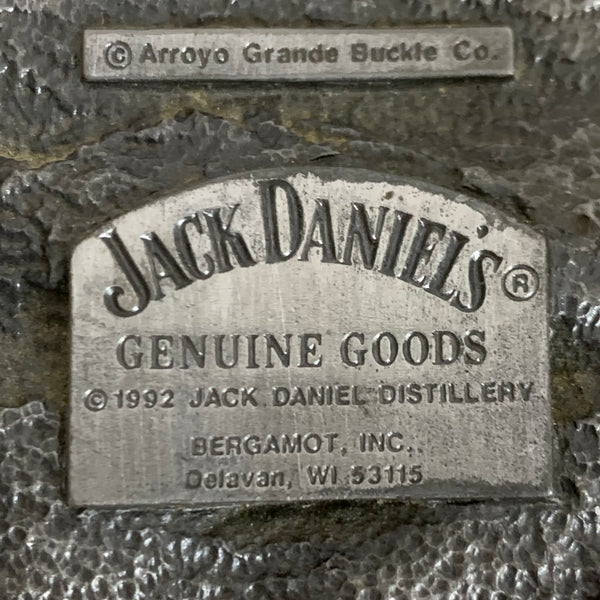 © Arroyo Grande Buckle Co.
JACK DANIEL'S®
GENUINE GOODS
© 1992 JACK DANIEL DISTILLERY
BERGAMOT, INC.
Delavan, WI 53115